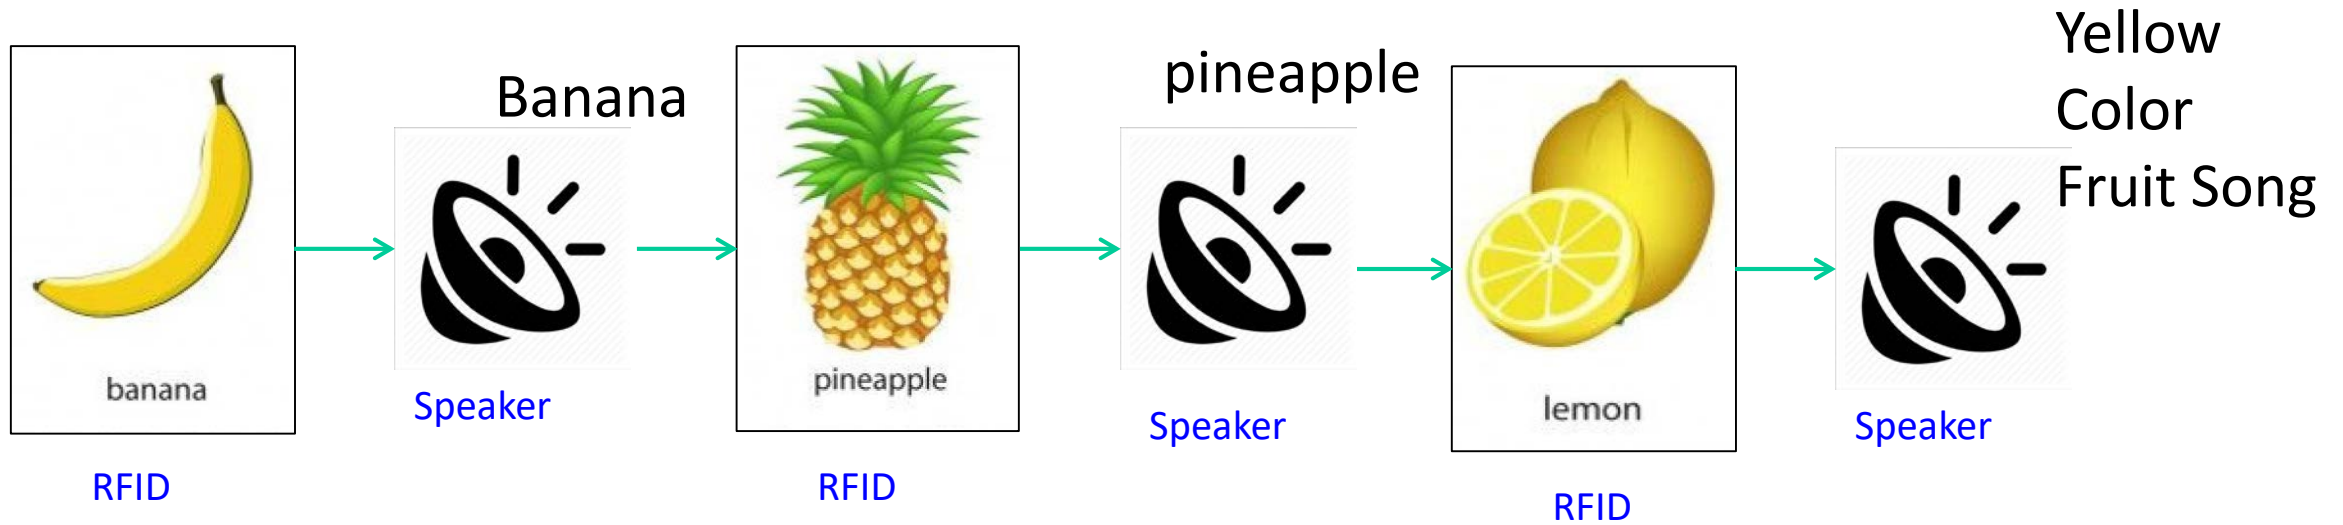 banana
RFID
Banana
Speaker
pineapple
RFID
pineapple
Speaker
lemon
RFID
Yellow
Color
Fruit Song
Speaker